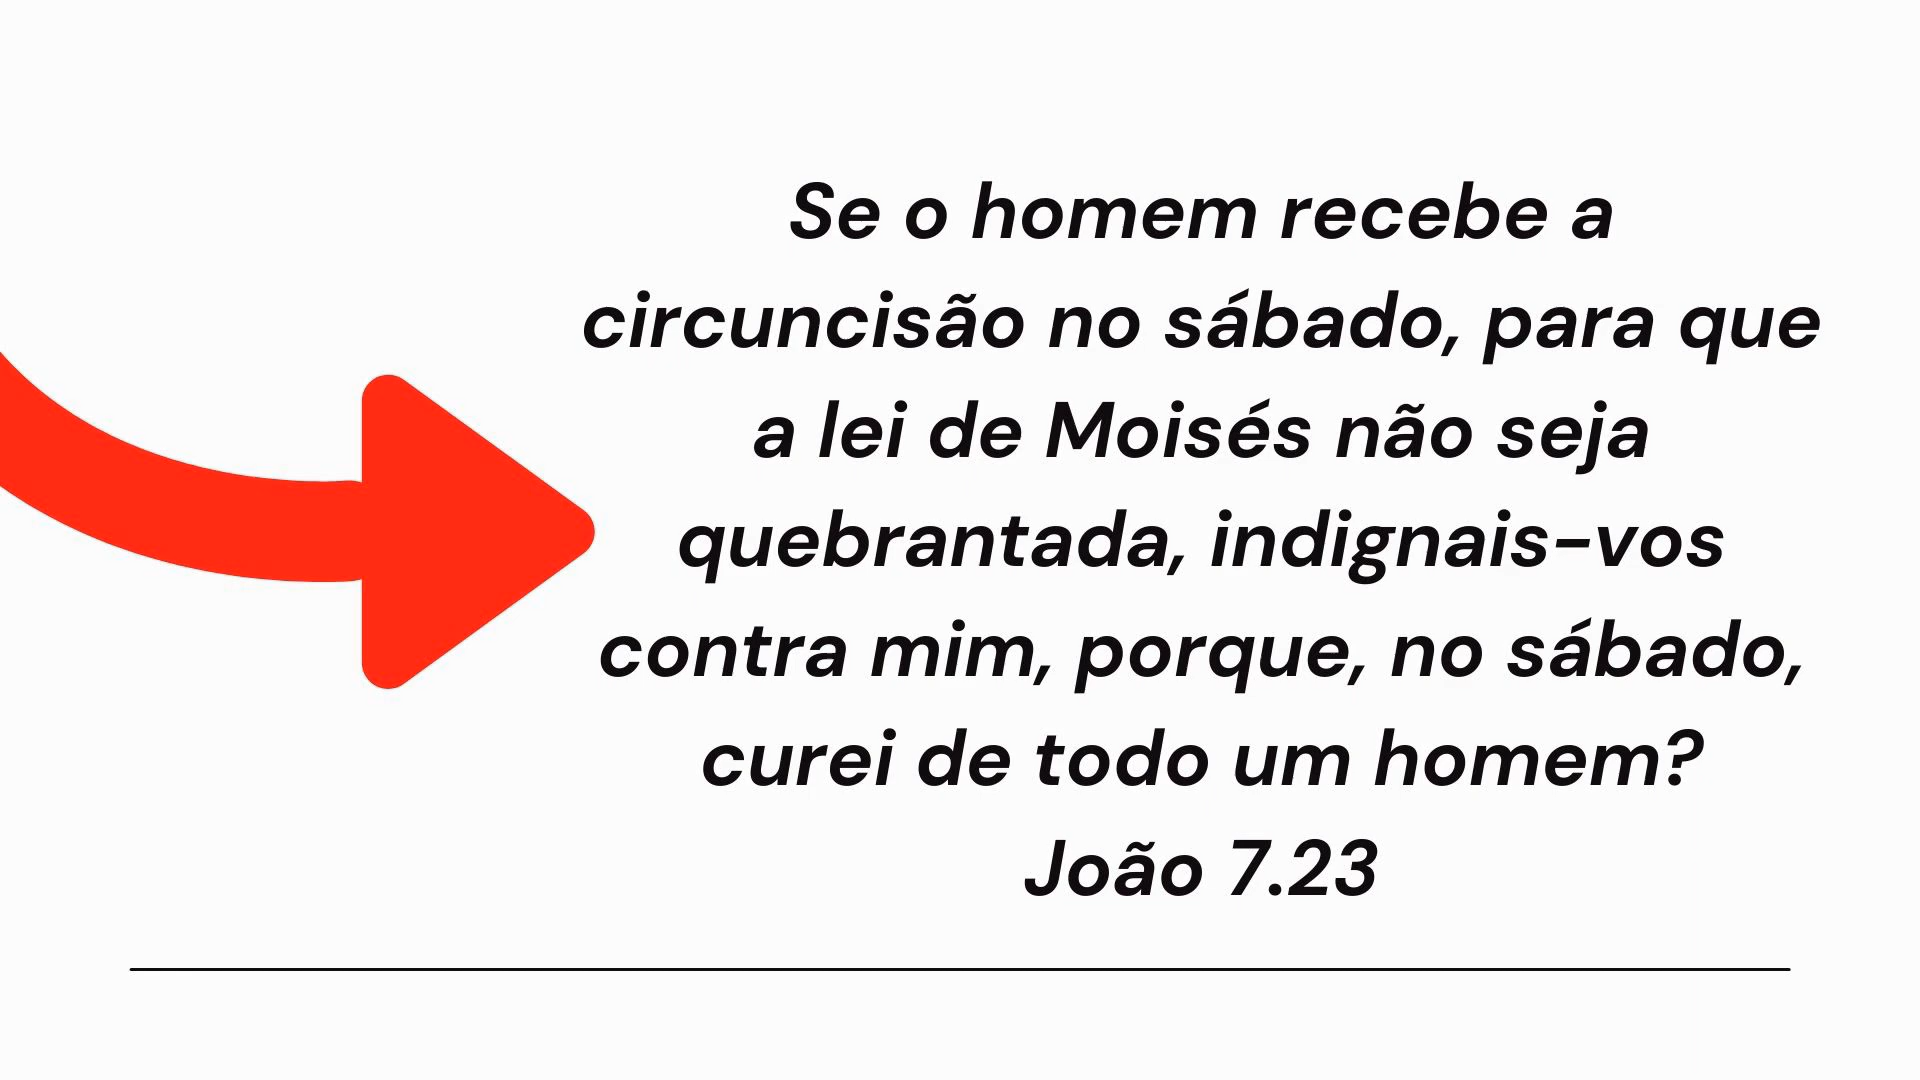 Se o homem recebe a
circuncisão no sábado, para que
a lei de Moisés não seja
quebrantada, indignais-vos
contra mim, porque, no sábado,
curei de todo um homem?
João 7.23